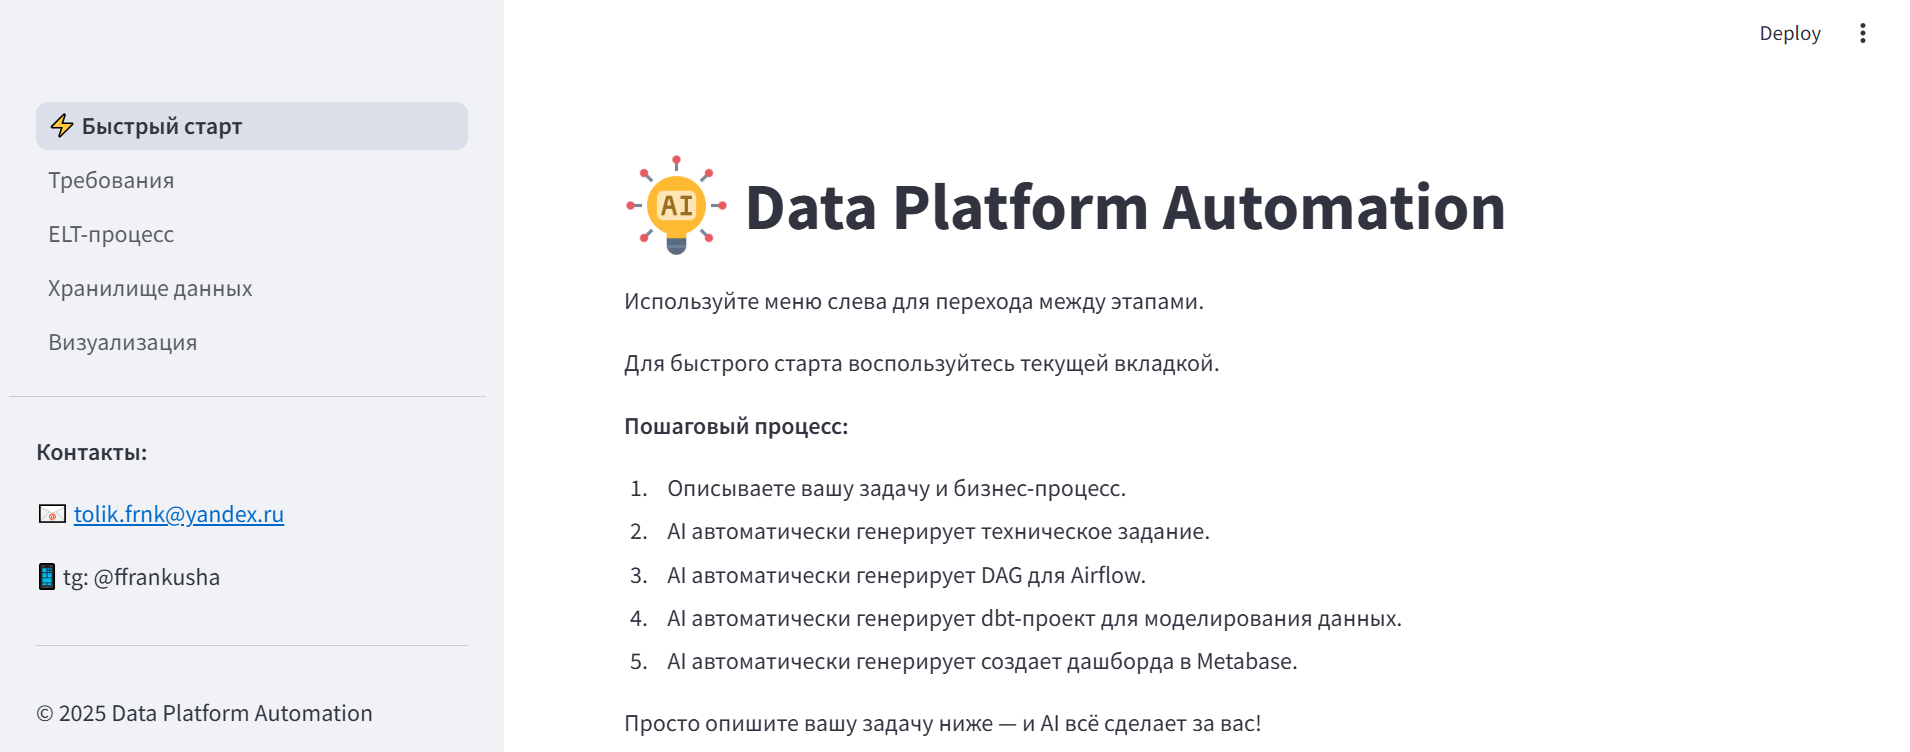 Deploy
⚡ Быстрый старт
Требования
ELT-процесс
Хранилище данных
Визуализация
Контакты:
tolik.frnk@yandex.ru
tg: @ffrankusha
© 2025 Data Platform Automation
AI
Data Platform Automation
Используйте меню слева для перехода между этапами.
Для быстрого старта воспользуйтесь текущей вкладкой.
Пошаговый процесс:
1. Описываете вашу задачу и бизнес-процесс.
2. AI автоматически генерирует техническое задание.
3. AI автоматически генерирует DAG для Airflow.
4. AI автоматически генерирует dbt-проект для моделирования данных.
5. AI автоматически генерирует создает дашборда в Metabase.
Просто опишите вашу задачу ниже — и AI всё сделает за вас!